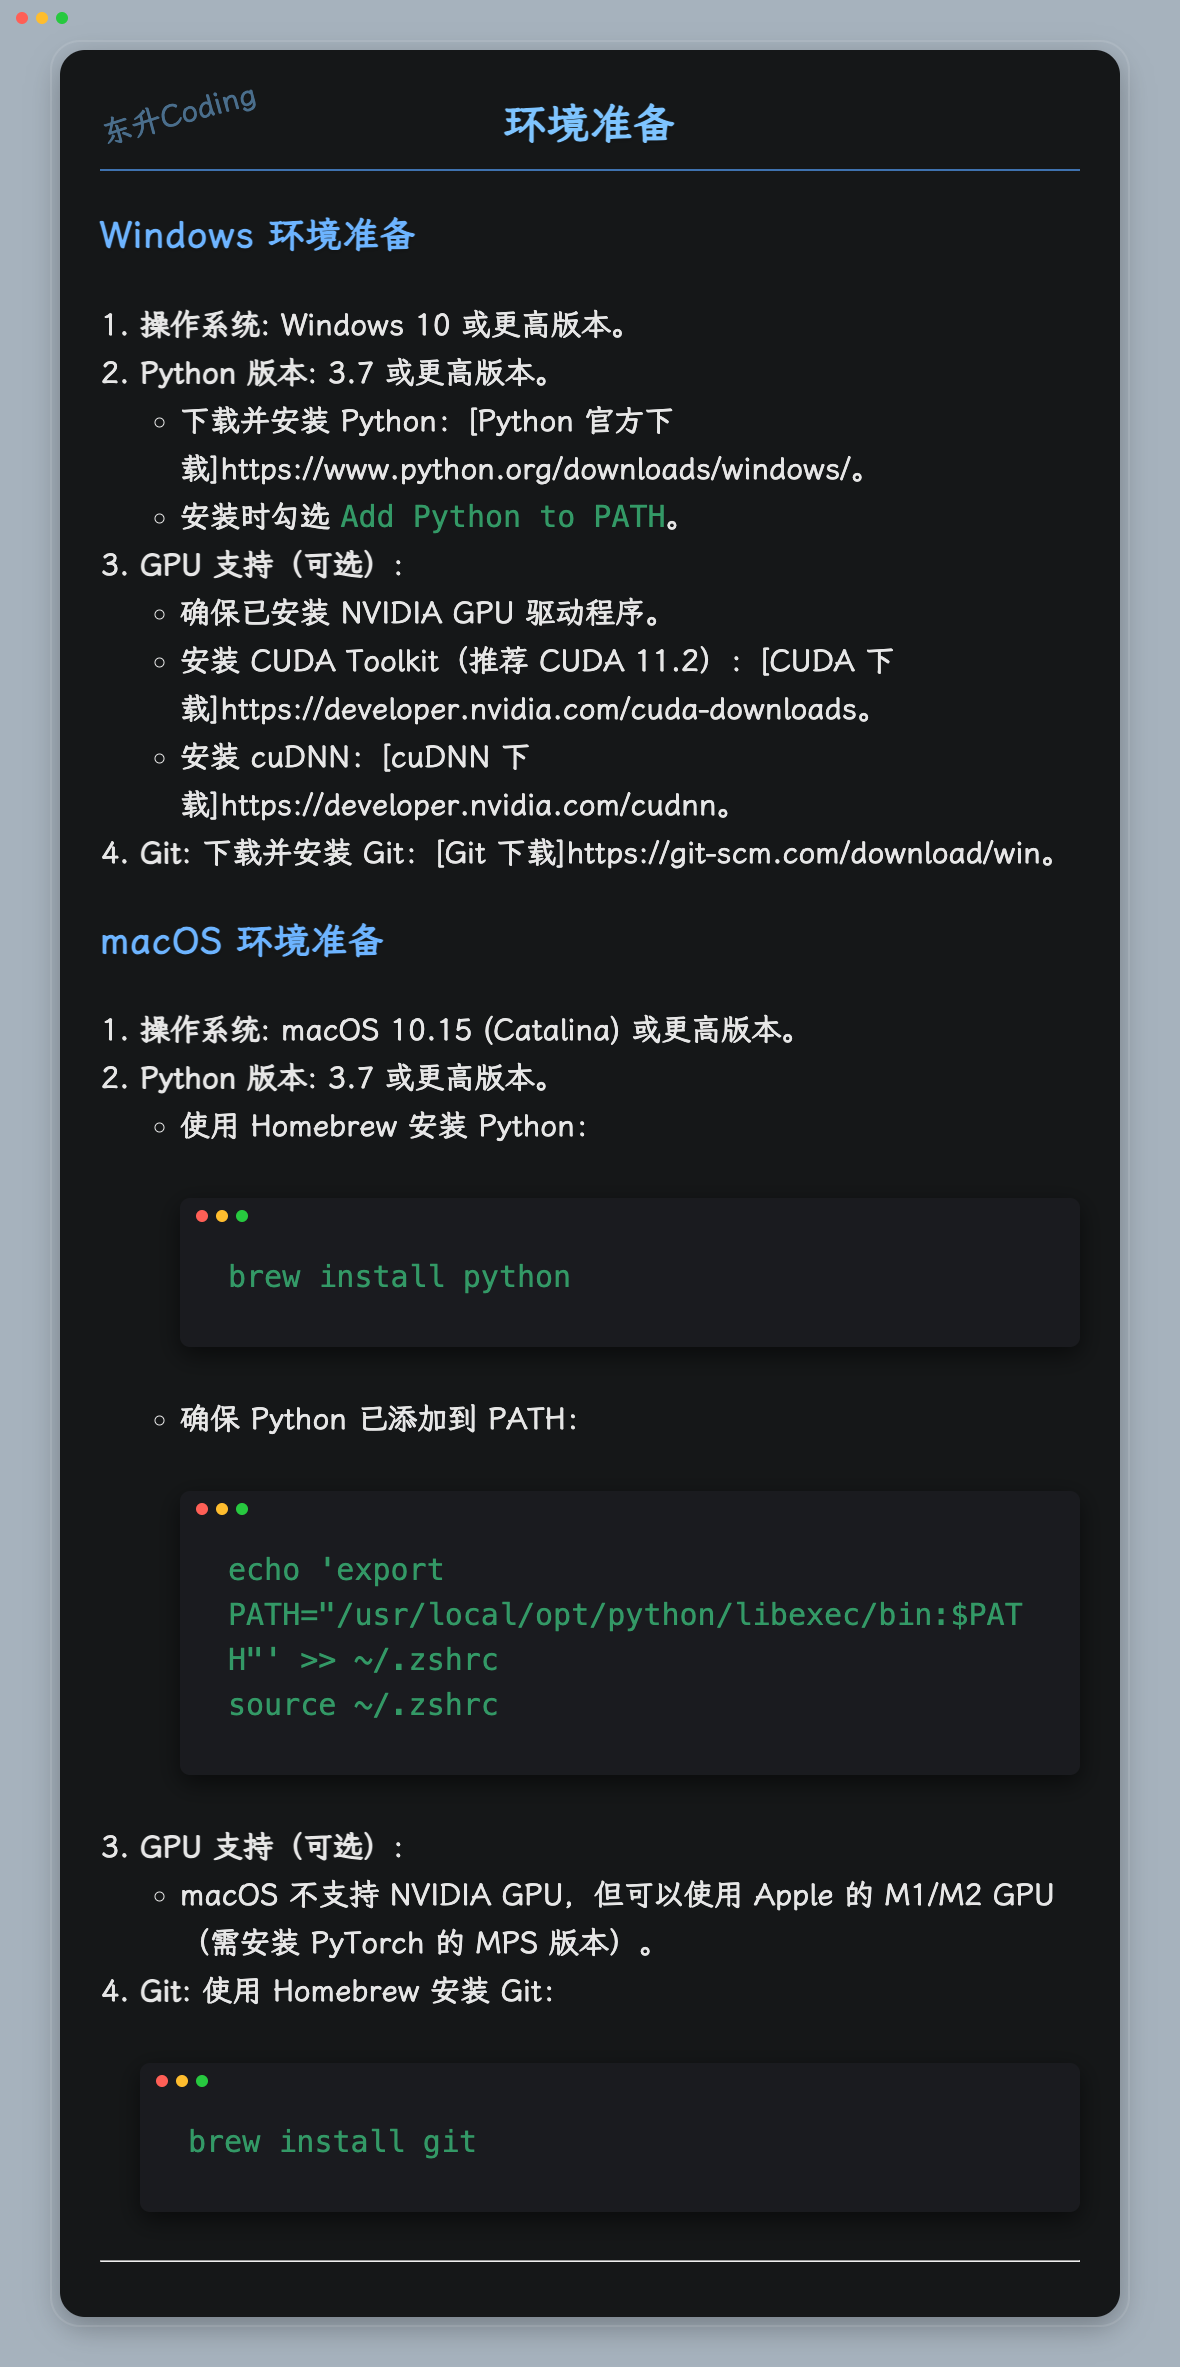 东升Coding
环境准备
Windows 环境准备
1. 操作系统: Windows 10 或更高版本。
2. Python 版本: 3.7 或更高版本。
下载并安装 Python：[Python 官方下
载]https://www.python.org/downloads/windows/。
安装时勾选 Add Python to PATH。
3. GPU 支持（可选）:
确保已安装 NVIDIA GPU 驱动程序。
安装 CUDA Toolkit（推荐 CUDA 11.2）：[CUDA 下
载]https://developer.nvidia.com/cuda-downloads。
安装 cuDNN：[cuDNN 下
载]https://developer.nvidia.com/cudnn。
4. Git: 下载并安装 Git：[Git 下载]https://git-scm.com/download/win。
macOS 环境准备
1. 操作系统: macOS 10.15 (Catalina) 或更高版本。
2. Python 版本: 3.7 或更高版本。
使用 Homebrew 安装 Python：
brew install python
确保 Python 已添加到 PATH：
echo 'export
PATH="/usr/local/opt/python/libexec/bin:$PAT
H"' >> ~/.zshrc
source ~/.zshrc
3. GPU 支持（可选）:
macOS 不支持 NVIDIA GPU，但可以使用 Apple 的 M1/M2 GPU
（需安装 PyTorch 的 MPS 版本）。
4. Git: 使用 Homebrew 安装 Git：
brew install git